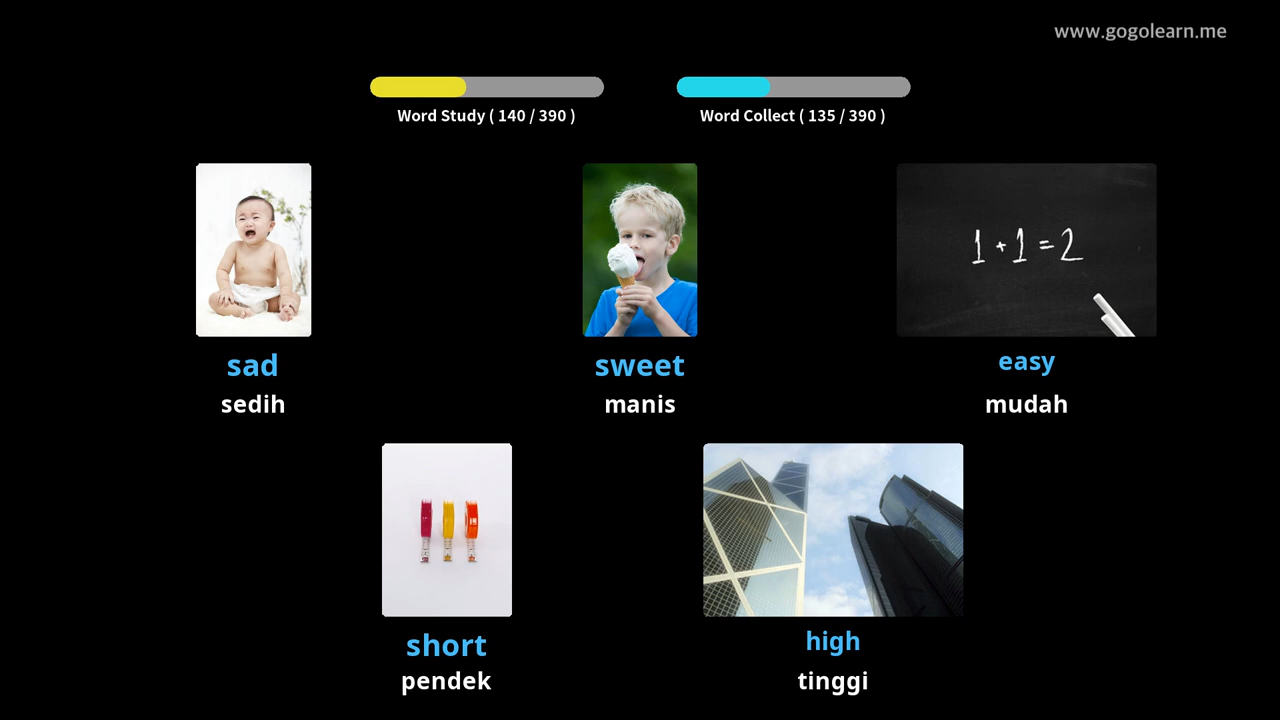 www.gogolearn.me
Word Study ( 140 / 390 )
Word Collect ( 135 / 390 )
1 + 1 = 2
sad
sweet
easy
sedih
manis
mudah
short
high
pendek
tinggi